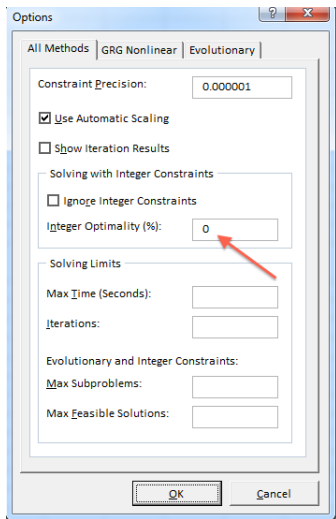 Options
?
All Methods GRG Nonlinear Evolutionary
Constraint Precision: 0.000001
Use Automatic Scaling
Show Iteration Results
Solving with Integer Constraints
Ignore Integer Constraints
Integer Optimality (%): 0
Solving Limits
Max Time (Seconds):
Iterations:
Evolutionary and Integer Constraints:
Max Subproblems:
Max Feasible Solutions:
OK Cancel